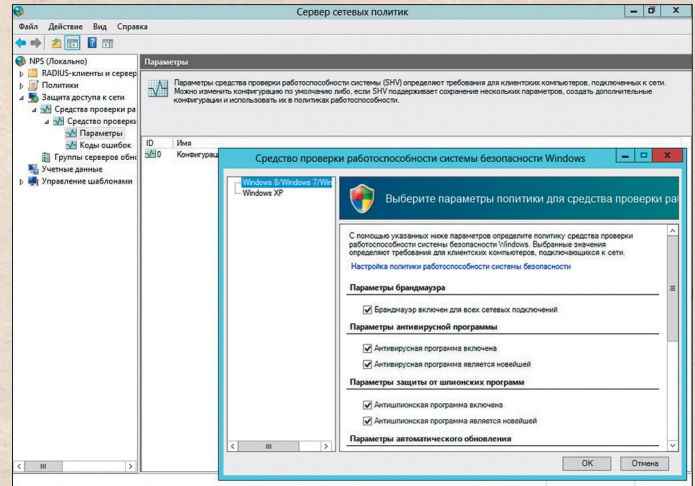 Сервер сетевых политик
Файл Действие Вид Справка
NPS (Локально)
RADIUS-клиенты и сервер
Политики
Защита доступа к сети
Средства проверки ра
Средство проверки
Параметры
Коды ошибок
Группы серверов обно
Учетные данные
Управление шаблонами
Параметры
Параметры средства проверки работоспособности системы (SHV) определяют требования для клиентских компьютеров, подключенных к сети.
Можно изменить конфигурацию по умолчанию либо, если SHV поддерживает сохранение нескольких параметров, создать дополнительные
конфигурации и использовать их в политиках работоспособности.
ID Имя
0 Конфигурац
Средство проверки работоспособности системы безопасности Windows
Windows 8/Windows 7/Win
Windows XP
Выберите параметры политики для средства проверки ра
С помощью указанных ниже параметров определите политику средства проверки
работоспособности системы безопасности Windows. Выбранные значения
определяют требования для клиентских компьютеров, подключающихся к сети.
Настройка политики работоспособности системы безопасности
Параметры брандмауэра
Брандмауэр включен для всех сетевых подключений
Параметры антивирусной программы
Антивирусная программа включена
Антивирусная программа является новейшей
Параметры защиты от шпионских программ
Антишпионская программа включена
Антишпионская программа является новейшей
Параметры автоматического обновления
OK Отмена